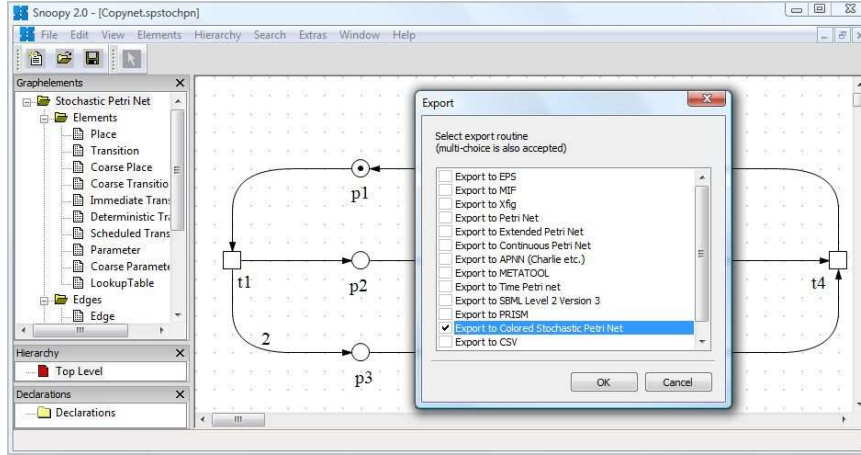 Snoopy 2.0 - [Copynet.spstochpn]
File Edit View Elements Hierarchy Search Extras Window Help
Graphelements
Stochastic Petri Net
Elements
Place
Transition
Coarse Place
Coarse Transitio
Immediate Trans
Deterministic Tra
Scheduled Trans
Parameter
Coarse Paramete
LookupTable
Edges
Edge
Hierarchy
Top Level
Declarations
Declarations
p1
t1
p2
2
p3
t4
Export
Select export routine
(multi-choice is also accepted)
Export to EPS
Export to MIF
Export to Xfig
Export to Petri Net
Export to Extended Petri Net
Export to Continuous Petri Net
Export to APNN (Charlie etc.)
Export to METATOOL
Export to Time Petri net
Export to SBML Level 2 Version 3
Export to PRISM
Export to Colored Stochastic Petri Net
Export to CSV
OK Cancel